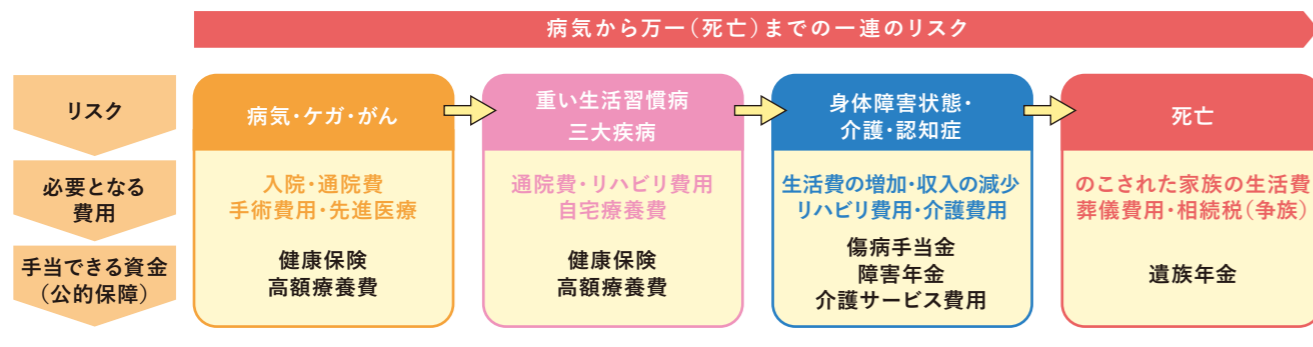 病気から万一(死亡)までの一連のリスク
リスク
病気・ケガ・がん
重い生活習慣病
三大疾病
身体障害状態・
介護・認知症
死亡
必要となる
費用
入院・通院費
手術費用・先進医療
通院費・リハビリ費用
自宅療養費
生活費の増加・収入の減少
リハビリ費用・介護費用
のこされた家族の生活費
葬儀費用・相続税(争族)
手当できる資金
(公的保障)
健康保険
高額療養費
健康保険
高額療養費
傷病手当金
障害年金
介護サービス費用
遺族年金